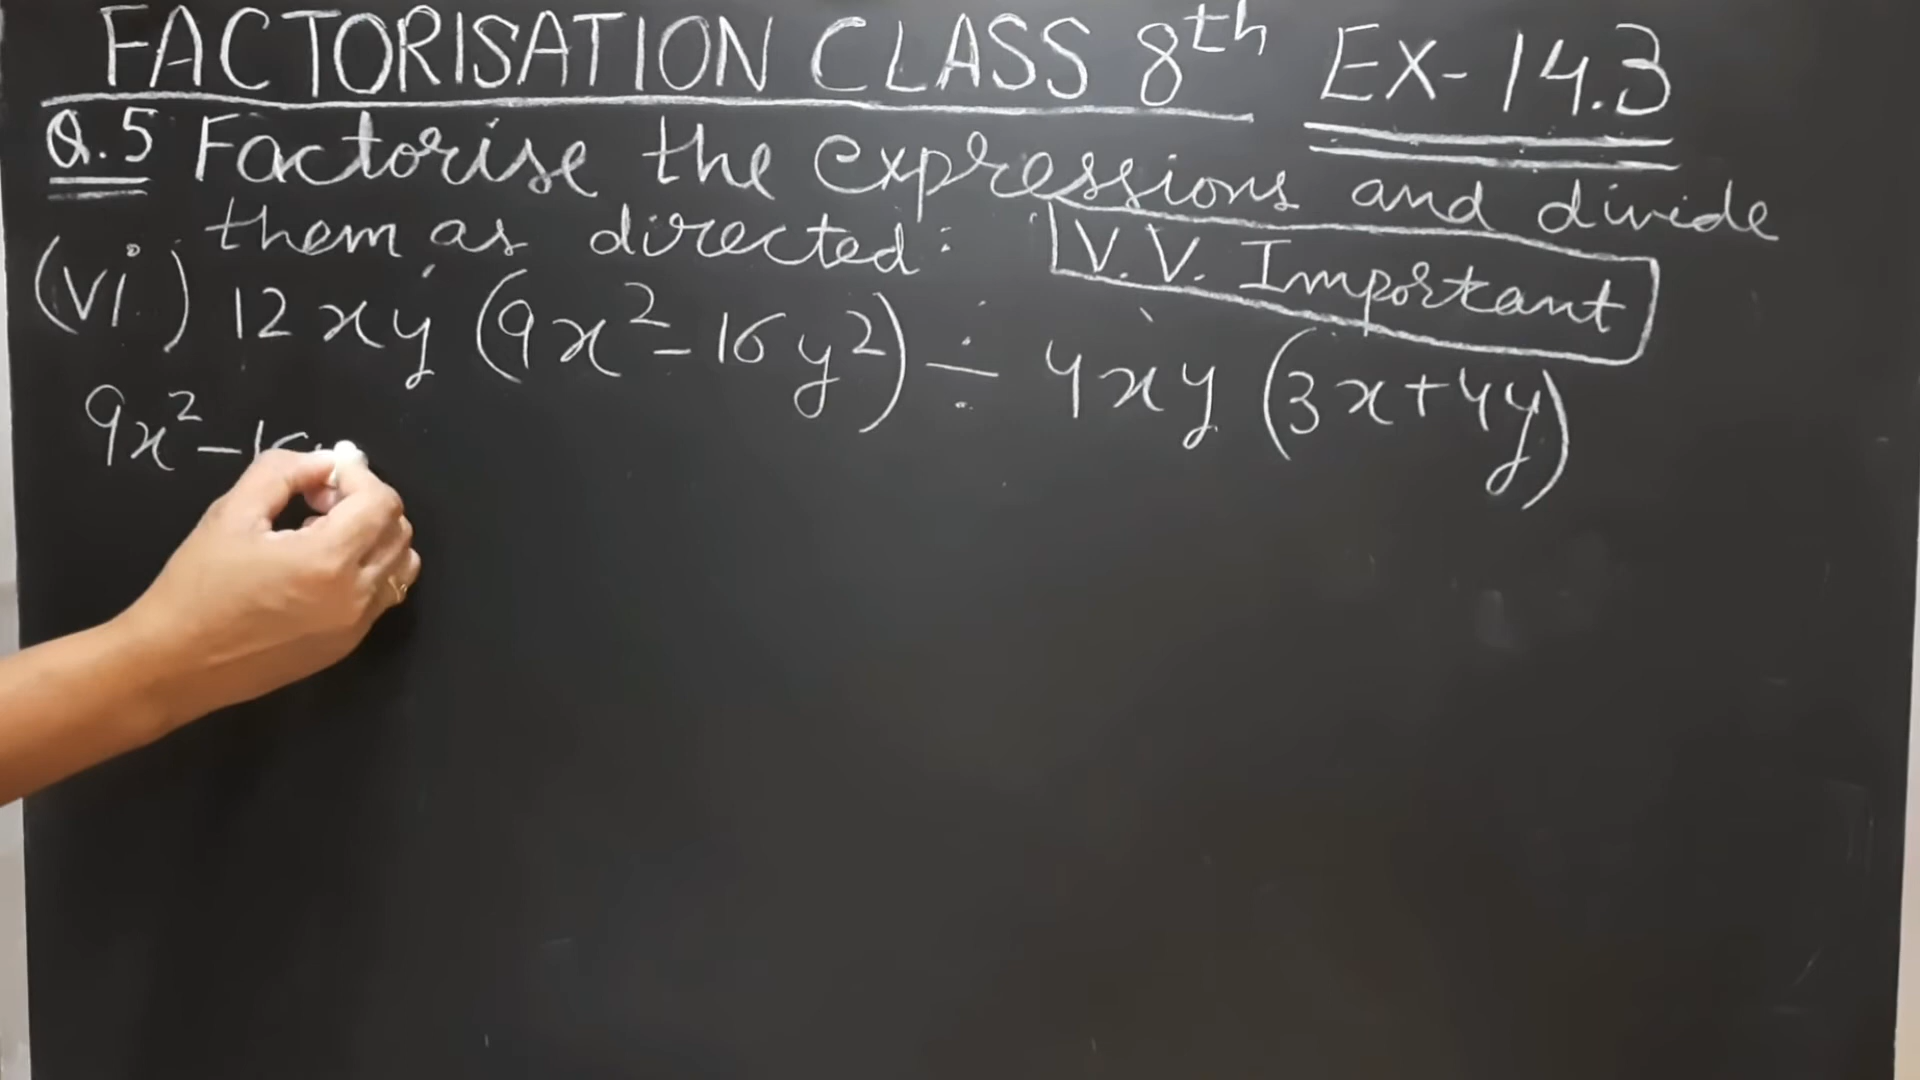 FACTORISATION CLASS 8th EX-14.3
Q.5 Factorise the expressions and divide
them as directed: V.V. Important
(vi) 12xy (9x²-16y²) ÷ 4xy (3x+4y)
9x²-16